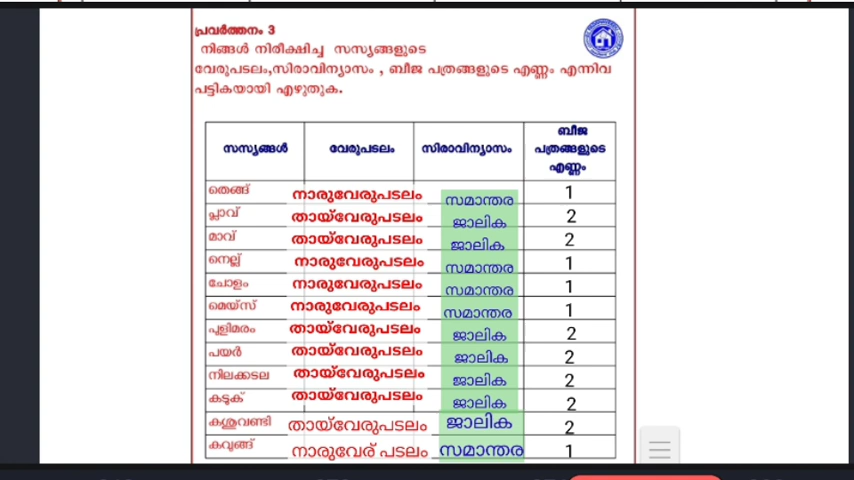 പ്രവർത്തനം 3
നിങ്ങൾ നിരീക്ഷിച്ച സസ്യങ്ങളുടെ
വേരുപടലം,സിരാവിന്യാസം , ബീജ പത്രങ്ങളുടെ എണ്ണം എന്നിവ
പട്ടികയായി എഴുതുക.
സസ്യങ്ങൾ വേരുപടലം സിരാവിന്യാസം ബീജ പത്രങ്ങളുടെ എണ്ണം
തെങ്ങ് നാരുവേരുപടലം സമാന്തര 1
പ്ലാവ് തായ്‌വേരുപടലം ജാലിക 2
മാവ് തായ്‌വേരുപടലം ജാലിക 2
നെല്ല് നാരുവേരുപടലം സമാന്തര 1
ചോളം നാരുവേരുപടലം സമാന്തര 1
മെയ്സ് നാരുവേരുപടലം സമാന്തര 1
പുളിമരം തായ്‌വേരുപടലം ജാലിക 2
പയർ തായ്‌വേരുപടലം ജാലിക 2
നിലക്കടല തായ്‌വേരുപടലം ജാലിക 2
കടുക് തായ്‌വേരുപടലം ജാലിക 2
കശുവണ്ടി തായ്‌വേരുപടലം ജാലിക 2
കവുങ്ങ് നാരുവേര് പടലം സമാന്തര 1